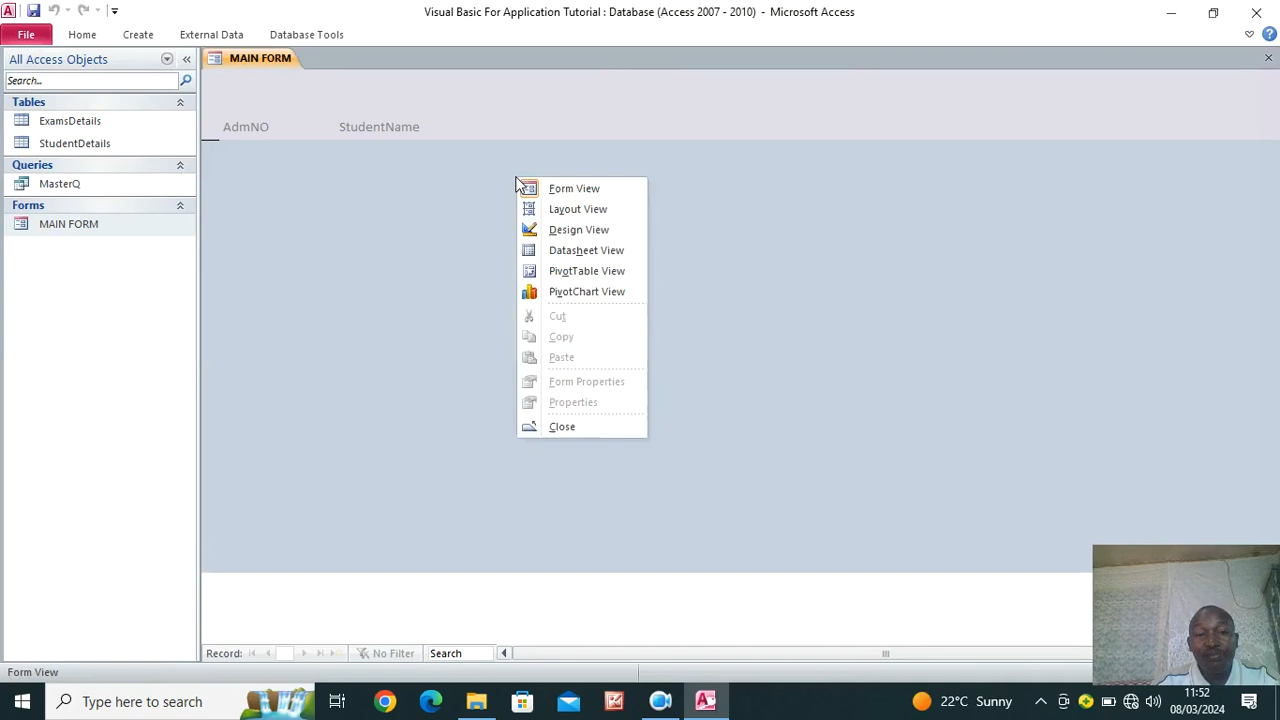 Visual Basic For Application Tutorial : Database (Access 2007 - 2010) - Microsoft Access
File Home Create External Data Database Tools
All Access Objects
Search...
Tables
ExamsDetails
StudentDetails
Queries
MasterQ
Forms
MAIN FORM
MAIN FORM
AdmNO StudentName
Form View
Layout View
Design View
Datasheet View
PivotTable View
PivotChart View
Cut
Copy
Paste
Form Properties
Properties
Close
Record: No Filter Search
Form View
Type here to search
22°C Sunny
11:52
08/03/2024